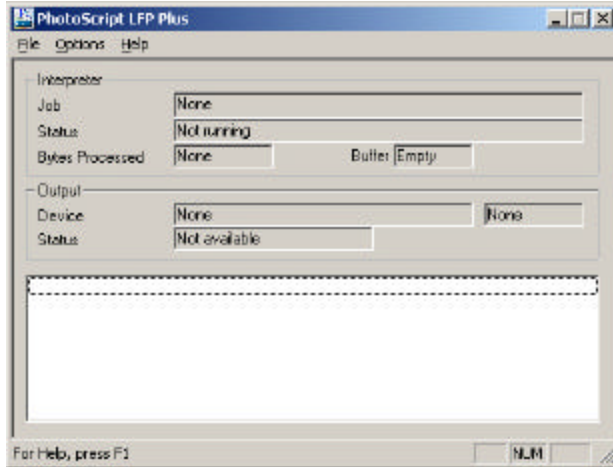 PhotoScript LFP Plus
File Options Help
Interpreter
Job None
Status Not running
Bytes Processed None Buffer Empty
Output
Device None None
Status Not available
For Help, press F1 NUM